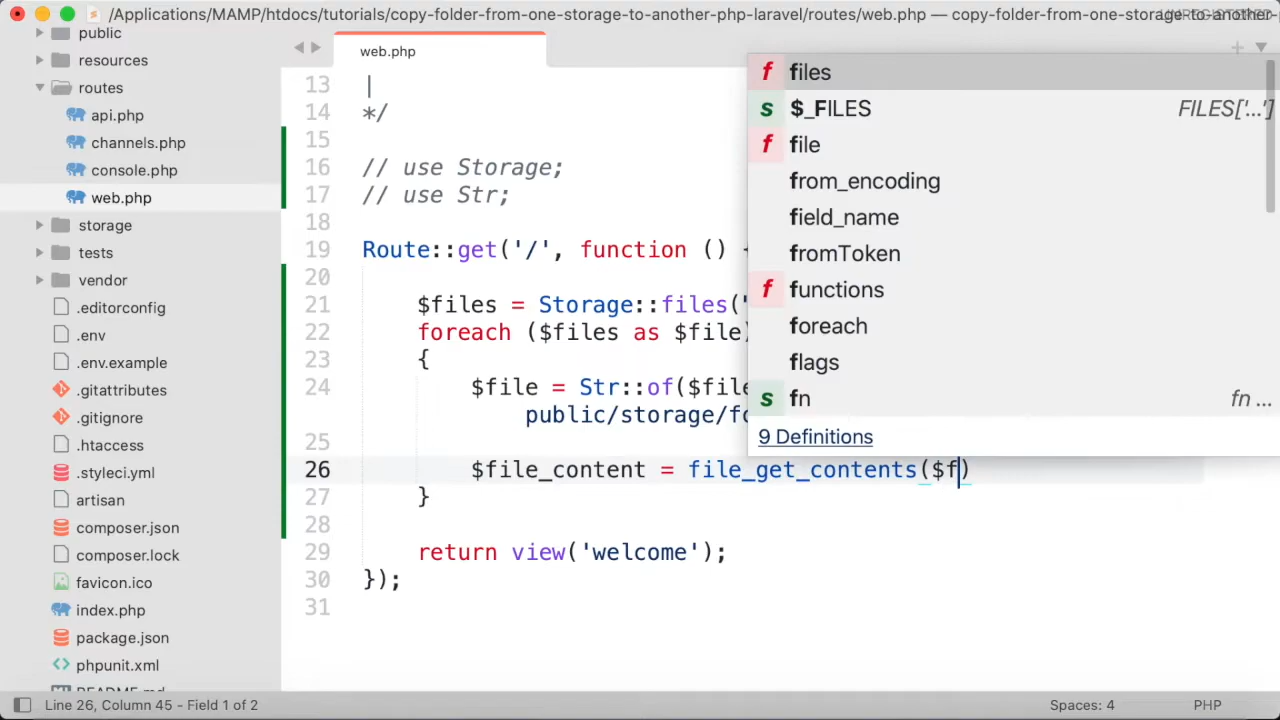 /Applications/MAMP/htdocs/tutorials/copy-folder-from-one-storage-to-another-php-laravel/routes/web.php — copy-folder-from-one-storage-to-another-p
UNREGISTERED
public
resources
routes
api.php
channels.php
console.php
web.php
storage
tests
vendor
.editorconfig
.env
.env.example
.gitattributes
.gitignore
.htaccess
.styleci.yml
artisan
composer.json
composer.lock
favicon.ico
index.php
package.json
phpunit.xml
README.md
web.php
13 |
14 */
15
16 // use Storage;
17 // use Str;
18
19 Route::get('/', function () {
20
21 $files = Storage::files("
22 foreach ($files as $file)
23 {
24 $file = Str::of($file
public/storage/fo
25
26 $file_content = file_get_contents($f)
27 }
28
29 return view('welcome');
30 });
31
f files
s $_FILES FILES['...']
f file
from_encoding
field_name
fromToken
f functions
foreach
flags
s fn fn ...
9 Definitions
Line 26, Column 45 - Field 1 of 2 Spaces: 4 PHP